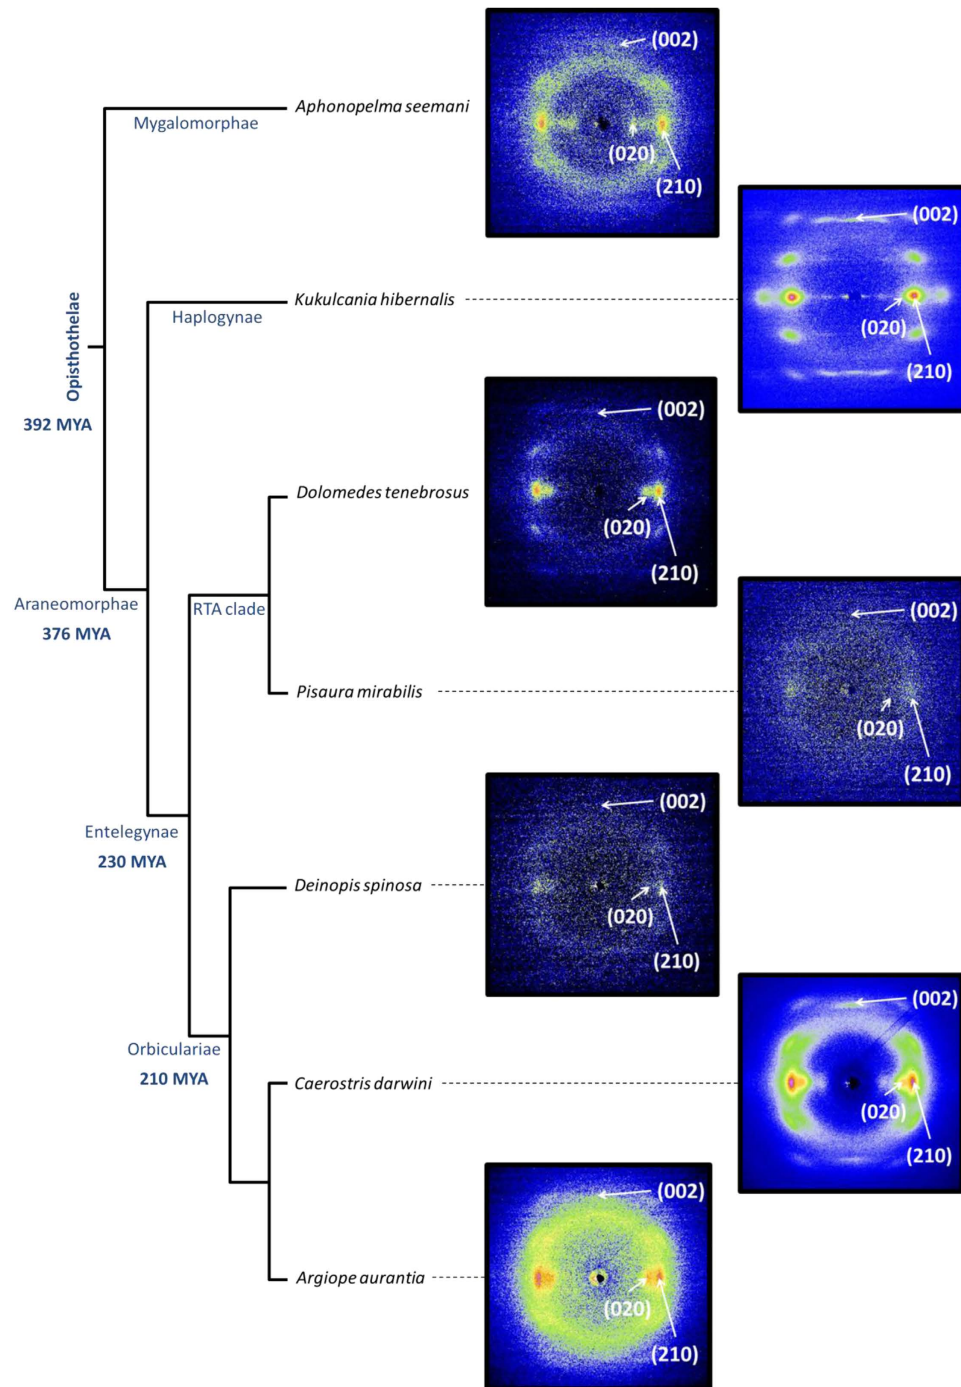 (002)
Aphonopelma seemani
Mygalomorphae
(020)
(210)
(002)
Kukulcania hibernalis
Haplogynae
(020)
(210)
Opisthothelae
392 MYA
(002)
Dolomedes tenebrosus
(020)
(210)
Araneomorphae
376 MYA
RTA clade
(002)
Pisaura mirabilis
(020)
(210)
(002)
Entelegynae
230 MYA
Deinopis spinosa
(020)
(210)
(002)
Orbiculariae
210 MYA
Caerostris darwini
(020)
(210)
(002)
Argiope aurantia
(020)
(210)